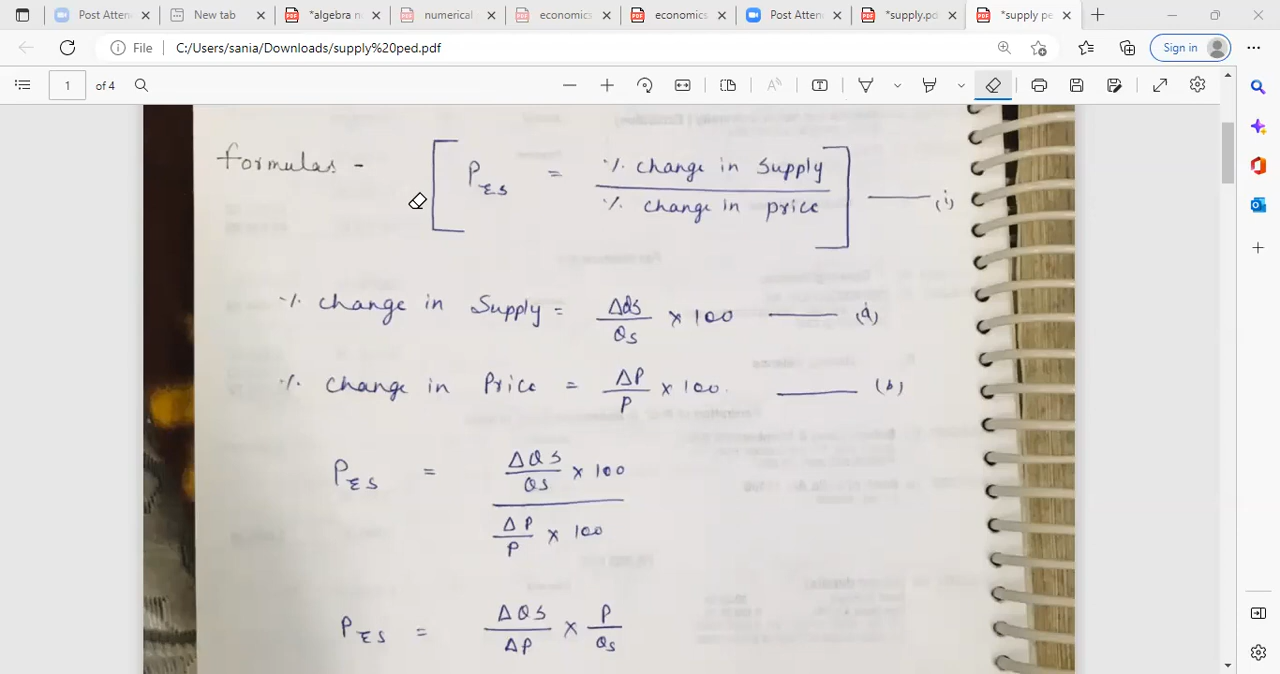 Post Atten
New tab
*algebra n
numerical
economics
economics
Post Atten
*supply.pd
*supply pe
File
C:/Users/sania/Downloads/supply%20ped.pdf
Sign in
1 of 4
Formulas - [ PES = % change in Supply / % change in price ] —— (i)
% change in Supply = Δds/Qs × 100 —— (a)
% change in Price = ΔP/P × 100. —— (b)
PES = ΔQS/QS × 100 / ΔP/P × 100
PES = ΔQS/ΔP × P/Qs